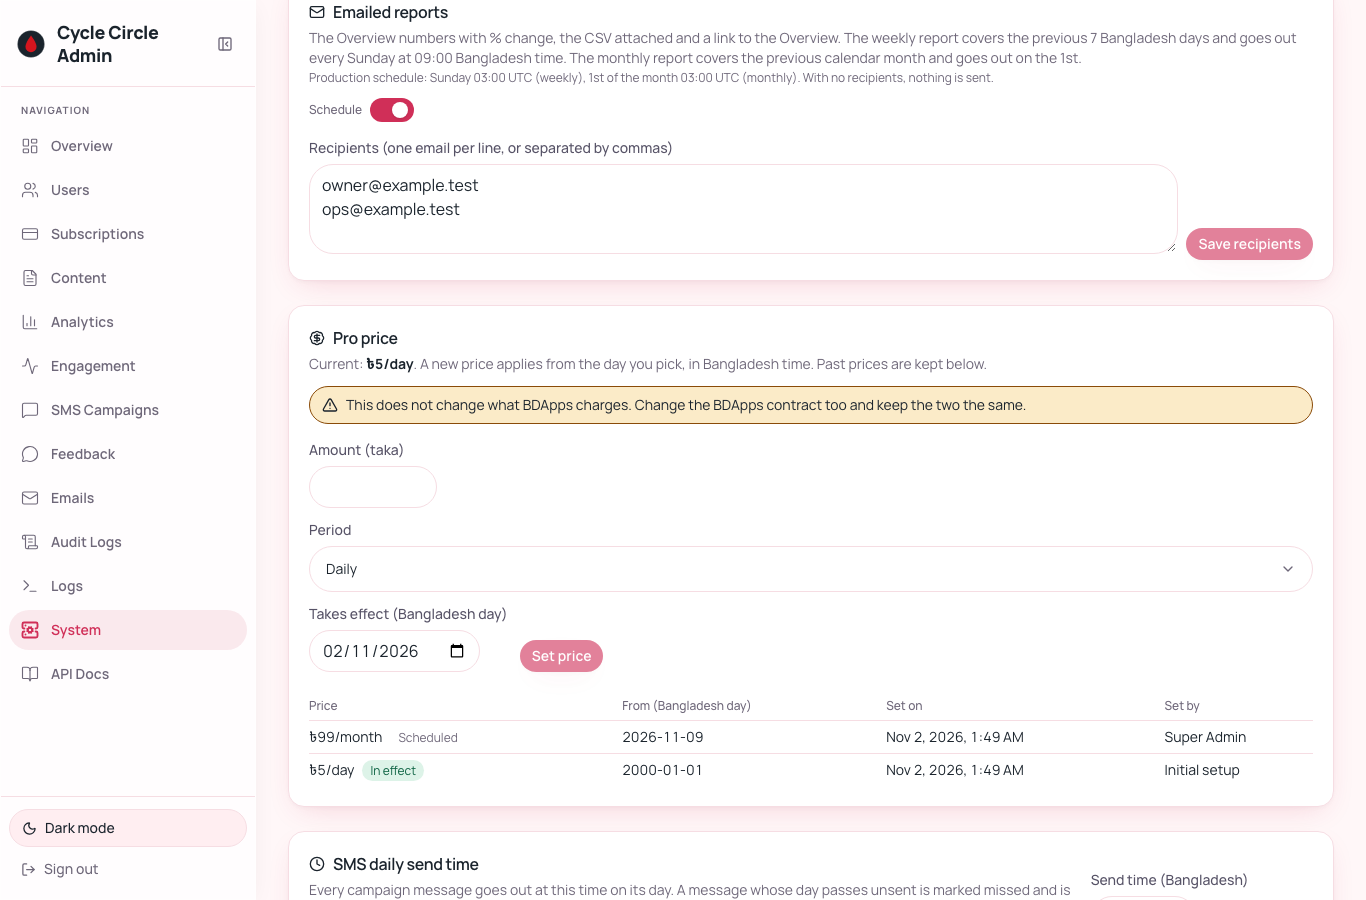 Cycle Circle
Admin
NAVIGATION
Overview
Users
Subscriptions
Content
Analytics
Engagement
SMS Campaigns
Feedback
Emails
Audit Logs
Logs
System
API Docs
Dark mode
Sign out
Emailed reports
The Overview numbers with % change, the CSV attached and a link to the Overview. The weekly report covers the previous 7 Bangladesh days and goes out
every Sunday at 09:00 Bangladesh time. The monthly report covers the previous calendar month and goes out on the 1st.
Production schedule: Sunday 03:00 UTC (weekly), 1st of the month 03:00 UTC (monthly). With no recipients, nothing is sent.
Schedule
Recipients (one email per line, or separated by commas)
owner@example.test
ops@example.test
Save recipients
Pro price
Current: ৳5/day. A new price applies from the day you pick, in Bangladesh time. Past prices are kept below.
This does not change what BDApps charges. Change the BDApps contract too and keep the two the same.
Amount (taka)
Period
Daily
Takes effect (Bangladesh day)
02/11/2026
Set price
Price From (Bangladesh day) Set on Set by
৳99/month Scheduled 2026-11-09 Nov 2, 2026, 1:49 AM Super Admin
৳5/day In effect 2000-01-01 Nov 2, 2026, 1:49 AM Initial setup
SMS daily send time
Every campaign message goes out at this time on its day. A message whose day passes unsent is marked missed and is
Send time (Bangladesh)